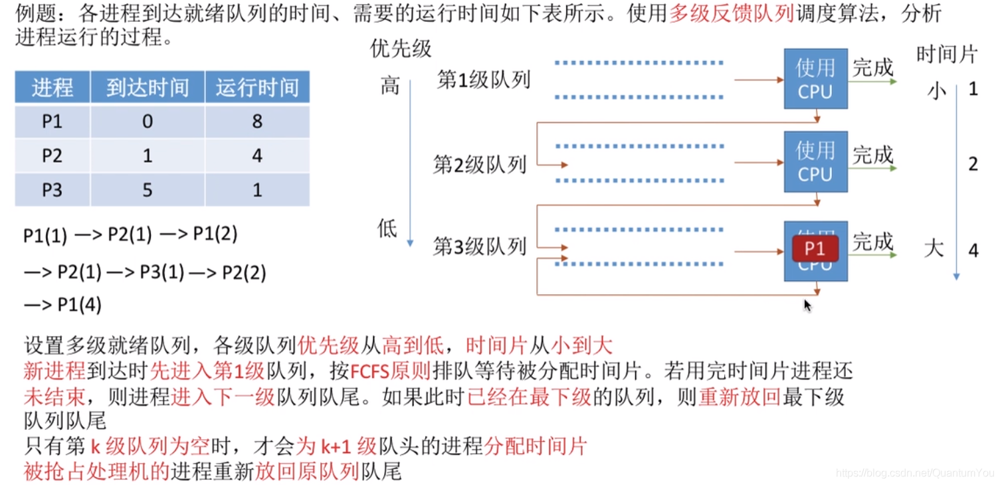 例题：各进程到达就绪队列的时间、需要的运行时间如下表所示。使用多级反馈队列调度算法，分析
进程运行的过程。
进程 到达时间 运行时间
P1 0 8
P2 1 4
P3 5 1
P1(1) —> P2(1) —> P1(2)
—> P2(1) —> P3(1) —> P2(2)
—> P1(4)
优先级
高
低
第1级队列
使用
CPU
完成
第2级队列
使用
CPU
完成
第3级队列
使用
P1
CPU
完成
时间片
小 1
2
大 4
设置多级就绪队列，各级队列优先级从高到低，时间片从小到大
新进程到达时先进入第1级队列，按FCFS原则排队等待被分配时间片。若用完时间片进程还
未结束，则进程进入下一级队列队尾。如果此时已经在最下级的队列，则重新放回最下级
队列队尾
只有第 k 级队列为空时，才会为 k+1 级队头的进程分配时间片
被抢占处理机的进程重新放回原队列队尾
https://blog.csdn.net/QuantumYou